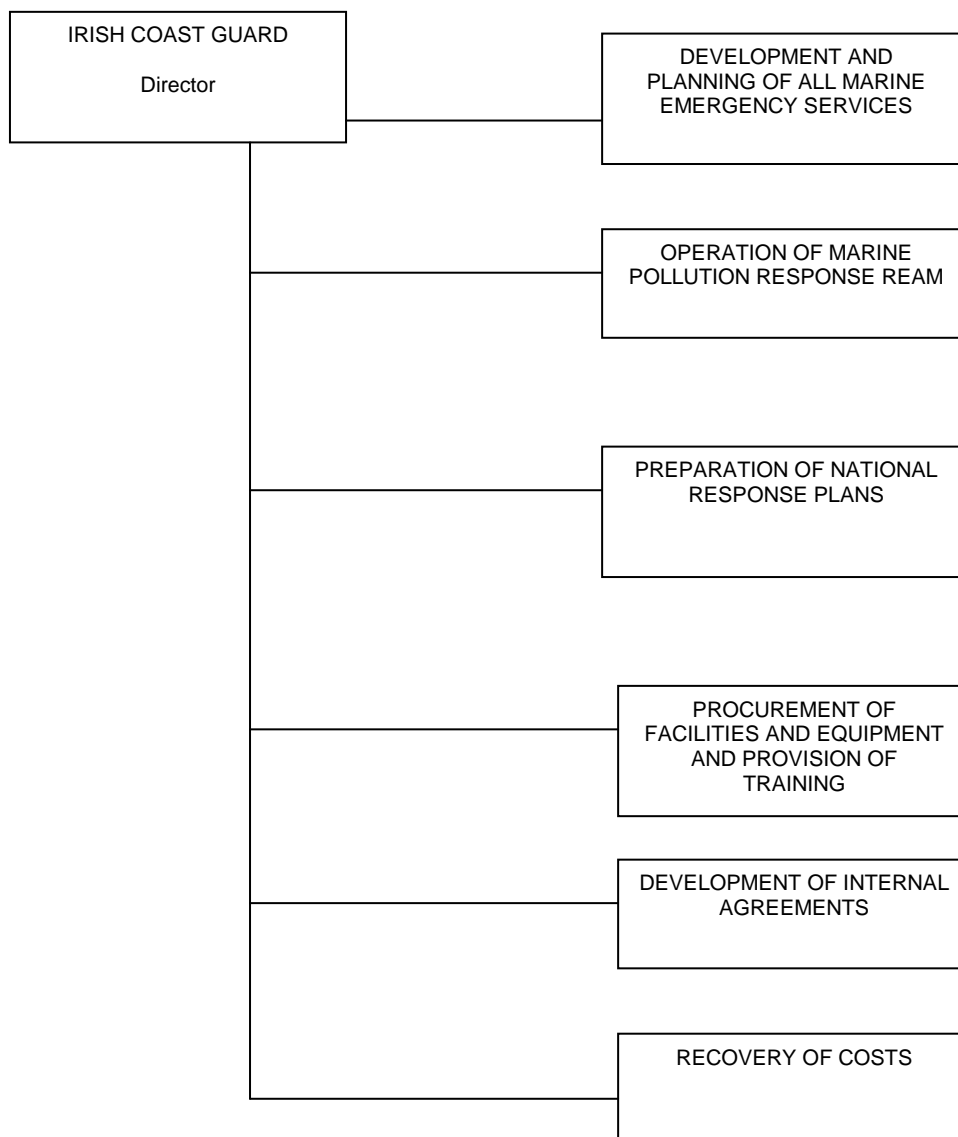 IRISH COAST GUARD
Director
DEVELOPMENT AND
PLANNING OF ALL MARINE
EMERGENCY SERVICES
OPERATION OF MARINE
POLLUTION RESPONSE REAM
PREPARATION OF NATIONAL
RESPONSE PLANS
PROCUREMENT OF
FACILITIES AND EQUIPMENT
AND PROVISION OF
TRAINING
DEVELOPMENT OF INTERNAL
AGREEMENTS
RECOVERY OF COSTS